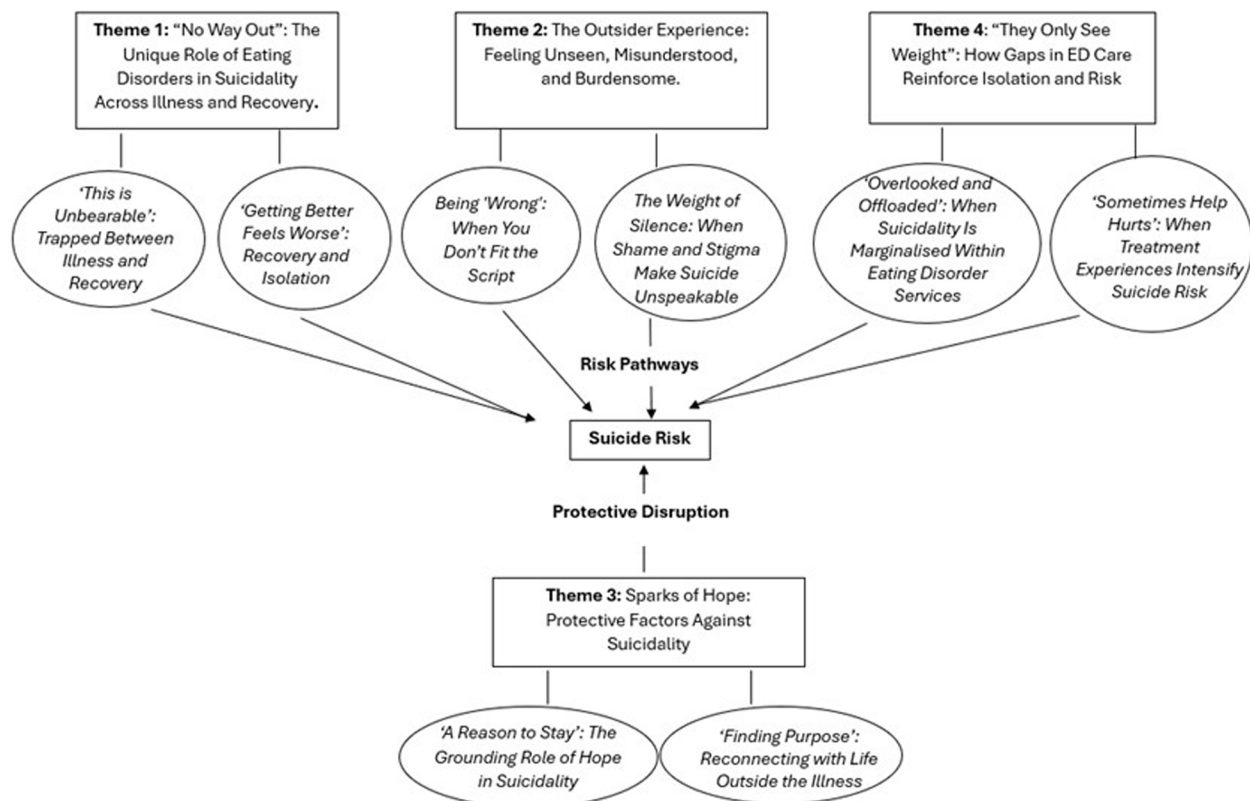 Theme 1: “No Way Out”: The
Unique Role of Eating
Disorders in Suicidality
Across Illness and Recovery.
Theme 2: The Outsider Experience:
Feeling Unseen, Misunderstood,
and Burdensome.
Theme 4: “They Only See
Weight”: How Gaps in ED Care
Reinforce Isolation and Risk
‘This is
Unbearable’:
Trapped Between
Illness and
Recovery
‘Getting Better
Feels Worse’:
Recovery and
Isolation
Being 'Wrong':
When You
Don’t Fit the
Script
The Weight of
Silence: When
Shame and Stigma
Make Suicide
Unspeakable
‘Overlooked and
Offloaded’: When
Suicidality Is
Marginalised Within
Eating Disorder
Services
‘Sometimes Help
Hurts’: When
Treatment
Experiences Intensify
Suicide Risk
Risk Pathways
Suicide Risk
Protective Disruption
Theme 3: Sparks of Hope:
Protective Factors Against
Suicidality
‘A Reason to Stay’: The
Grounding Role of Hope
in Suicidality
‘Finding Purpose’:
Reconnecting with Life
Outside the Illness